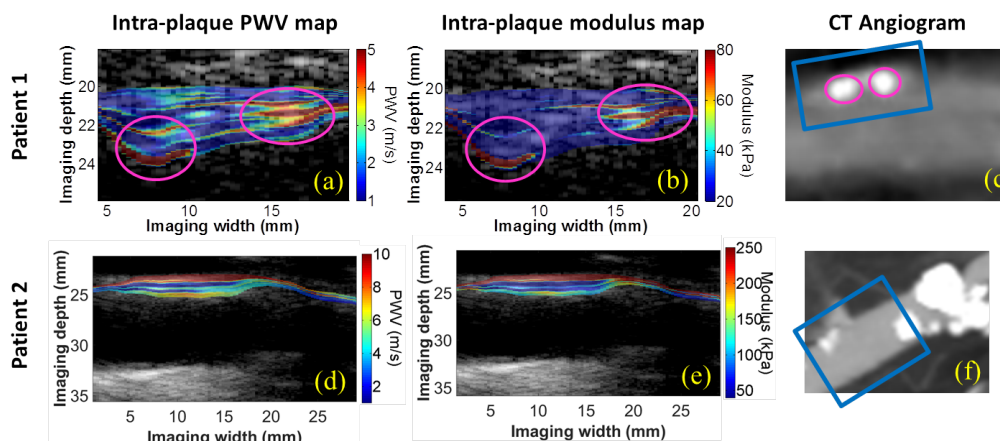 Intra-plaque PWV map
Intra-plaque modulus map
CT Angiogram
Patient 1
Imaging depth (mm)
20
22
24
5
10
15
Imaging width (mm)
(a)
5
4
3
2
1
PWV (m/s)
Imaging depth (mm)
20
22
24
5
10
15
20
Imaging width (mm)
(b)
80
60
40
20
Modulus (kPa)
(c
Patient 2
Imaging depth (mm)
25
30
35
5
10
15
20
25
Imaging width (mm)
(d)
10
8
6
4
2
PWV (m/s)
Imaging depth (mm)
25
30
35
5
10
15
20
25
Imaging width (mm)
(e)
250
200
150
100
50
Modulus (kPa)
(f)